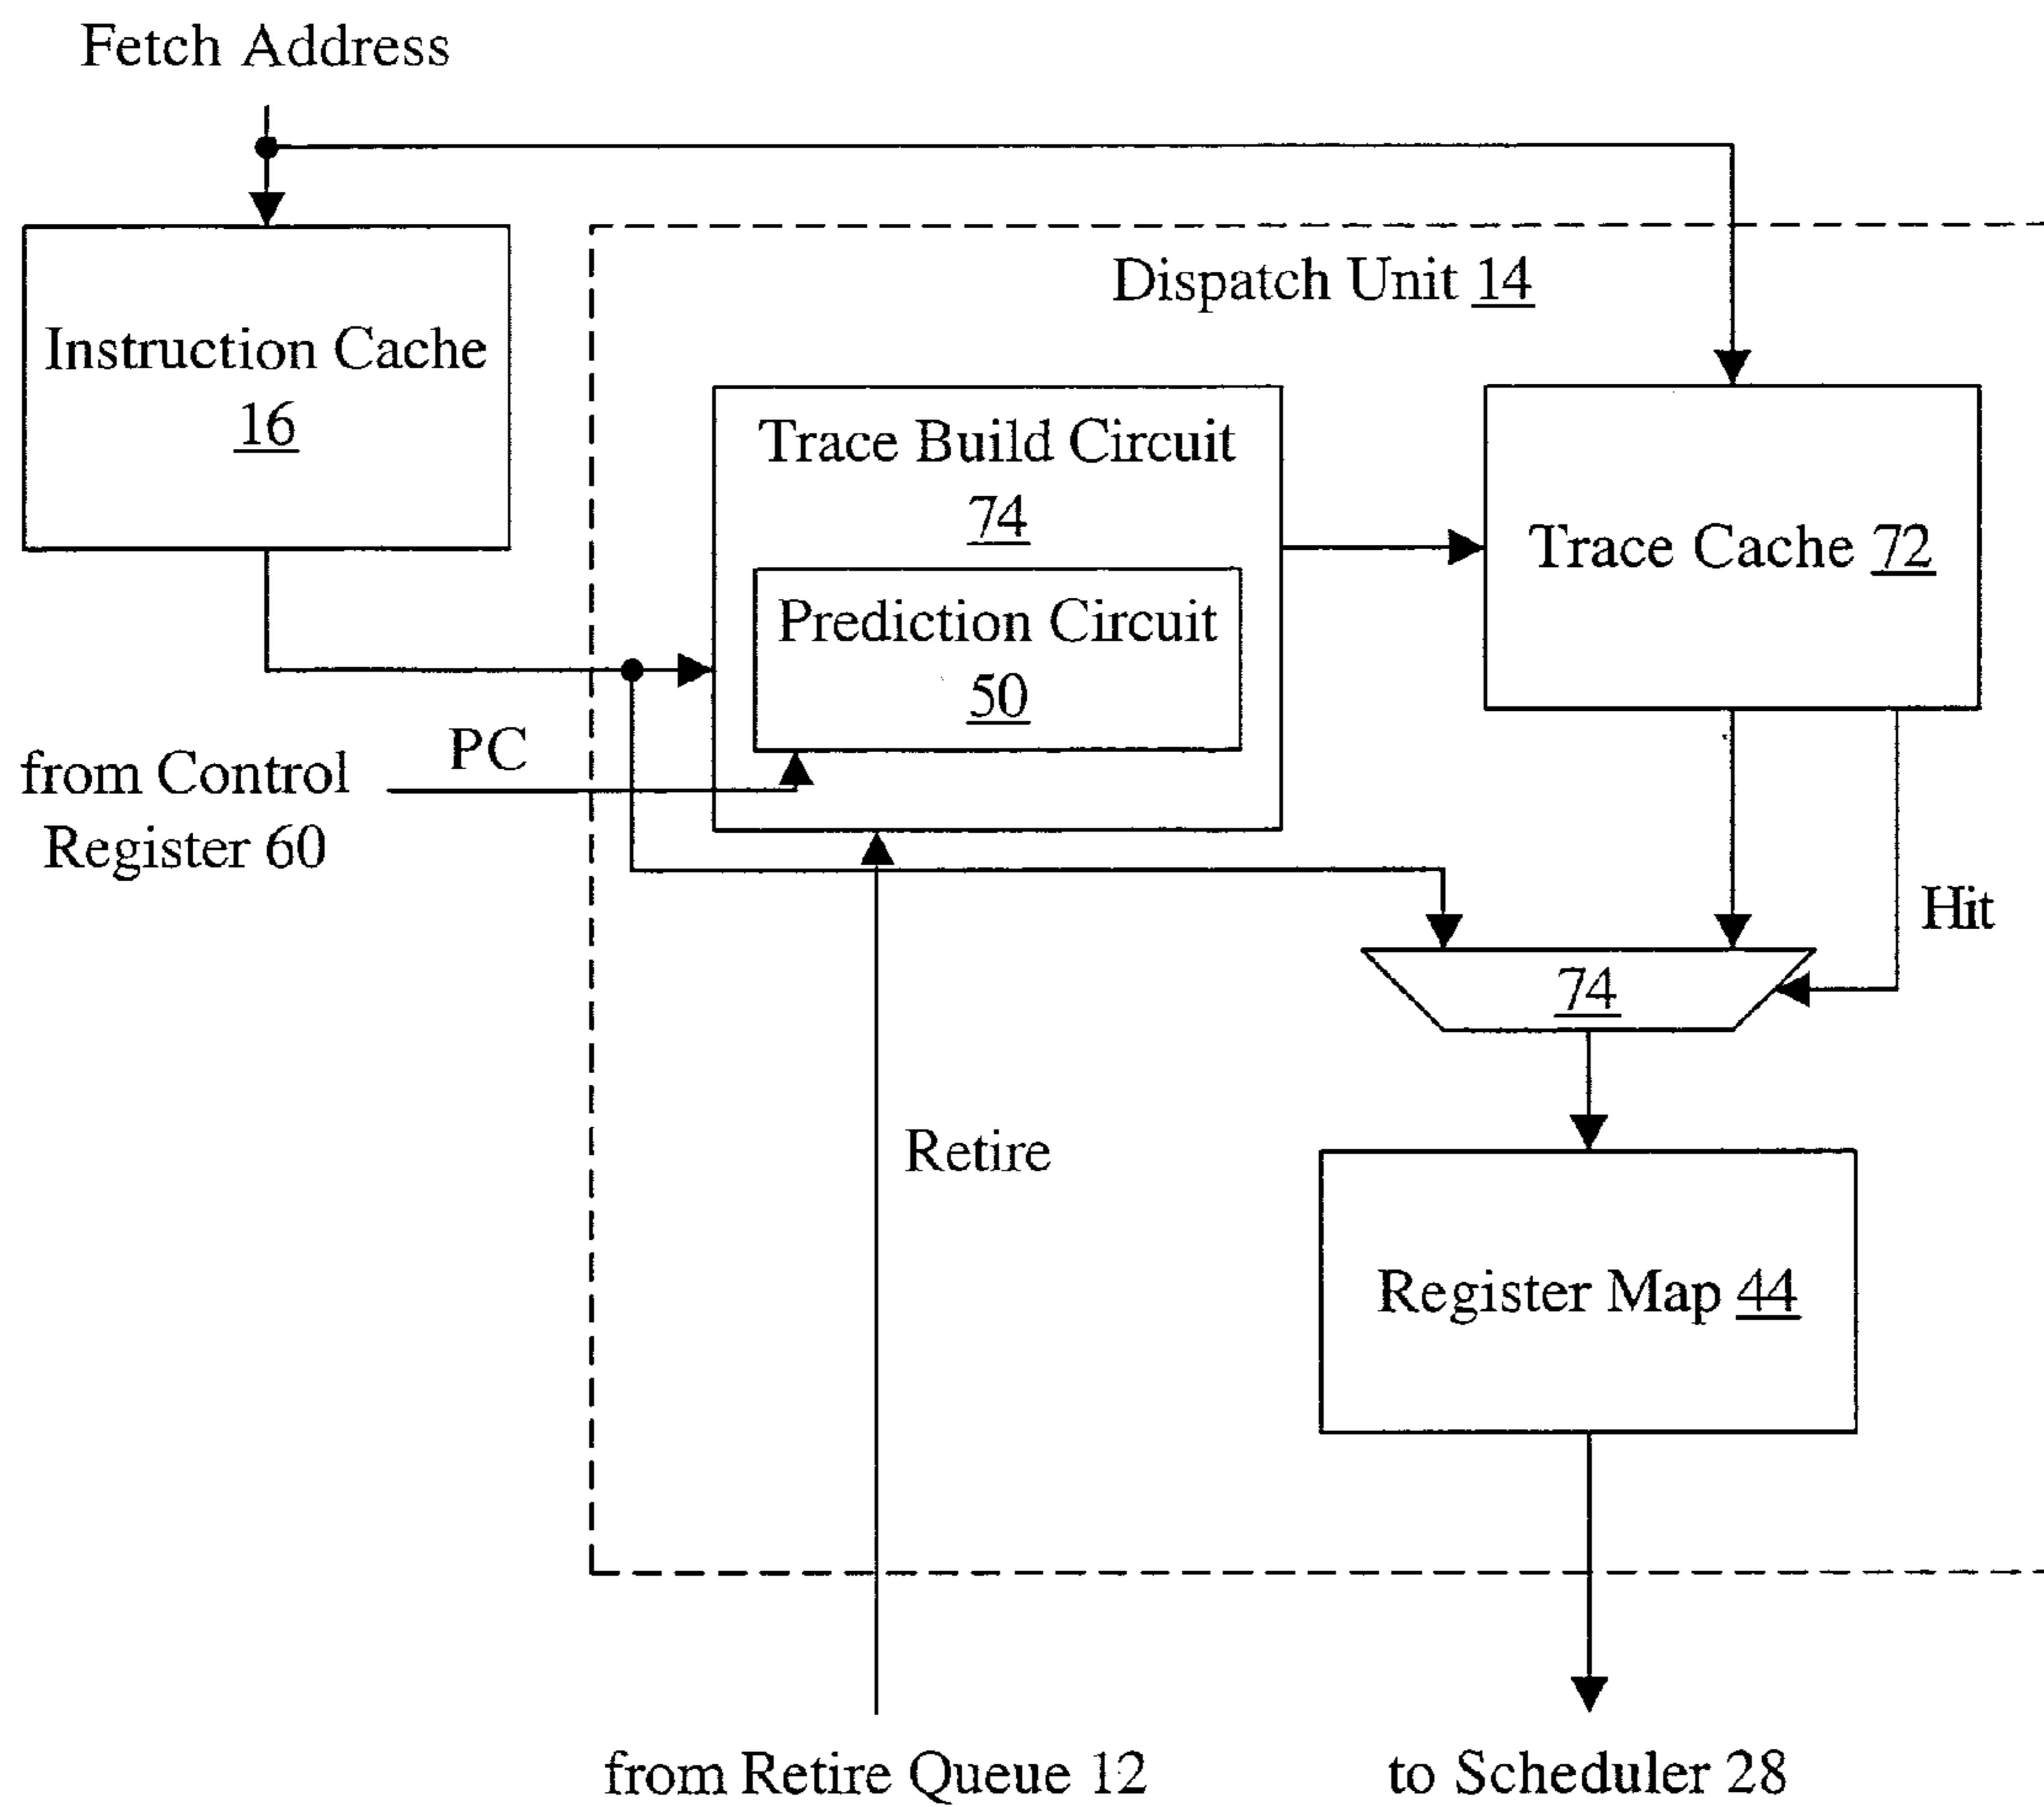 Fetch Address
Dispatch Unit 14
Instruction Cache
16
Trace Build Circuit
74
Trace Cache 72
Prediction Circuit
50
PC
from Control
Register 60
Hit
74
Retire
Register Map 44
from Retire Queue 12
to Scheduler 28